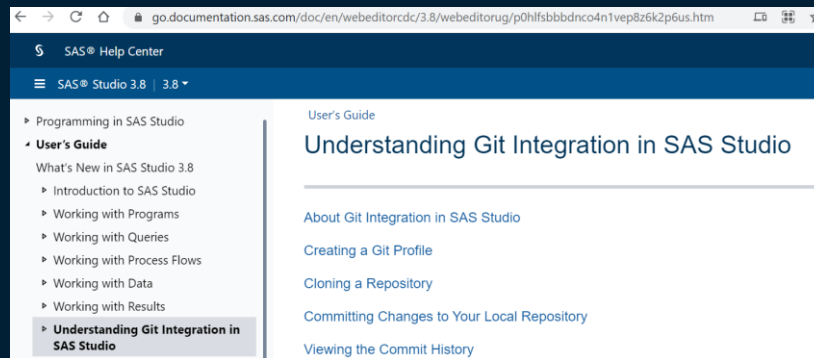 go.documentation.sas.com/doc/en/webeditorcdc/3.8/webeditorug/p0hlfsbbbdnco4n1vep8z6k2p6us.htm
SAS® Help Center
SAS® Studio 3.8 | 3.8
Programming in SAS Studio
User's Guide
What's New in SAS Studio 3.8
Introduction to SAS Studio
Working with Programs
Working with Queries
Working with Process Flows
Working with Data
Working with Results
Understanding Git Integration in
SAS Studio
User's Guide
Understanding Git Integration in SAS Studio
About Git Integration in SAS Studio
Creating a Git Profile
Cloning a Repository
Committing Changes to Your Local Repository
Viewing the Commit History